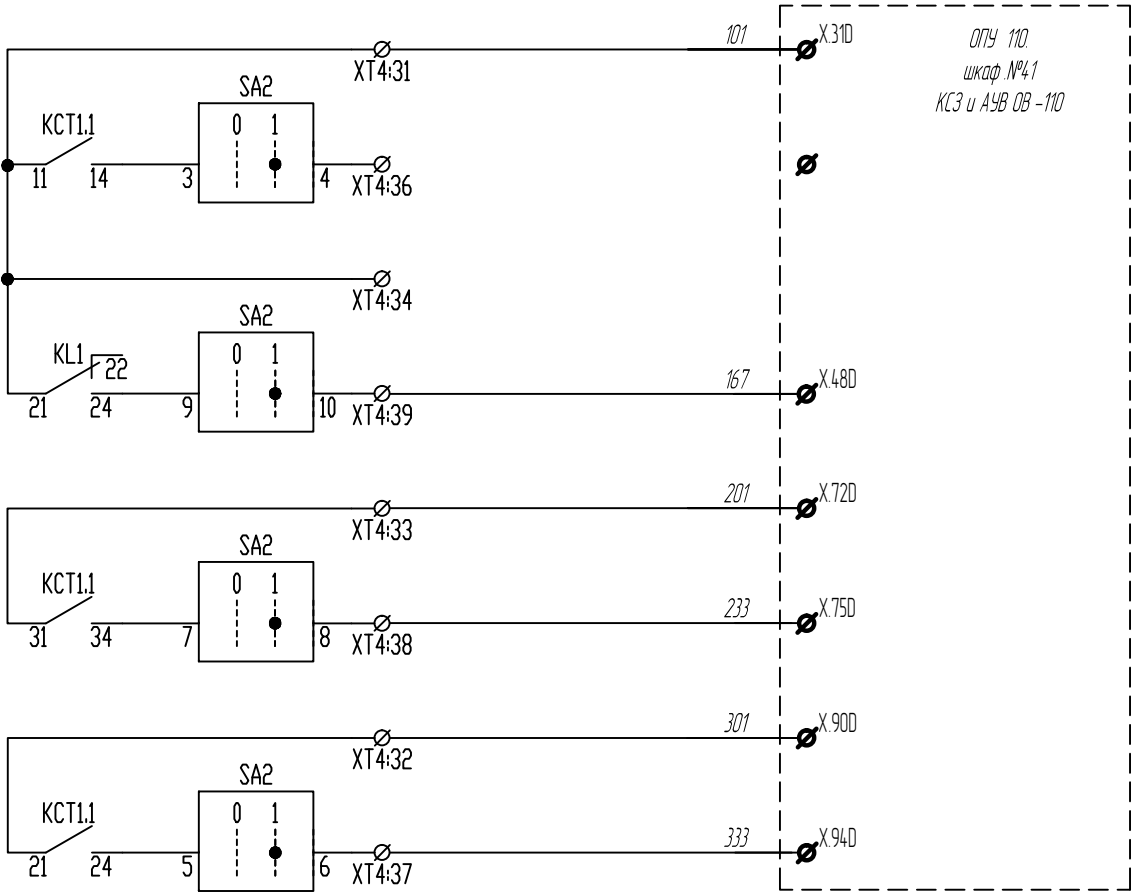 101
X.31D
ОПУ 110.
XT4:31
шкаф .№41
SA2
КСЗ и АУВ ОВ -110
KCT1.1
0 1
11 14 3 4
XT4:36
XT4:34
SA2
KL1
22
0 1
167
X.48D
21 24 9 10
XT4:39
201
X.72D
XT4:33
SA2
KCT1.1
0 1
233
X.75D
31 34 7 8
XT4:38
301
X.90D
XT4:32
SA2
KCT1.1
0 1
333
X.94D
21 24 5 6
XT4:37